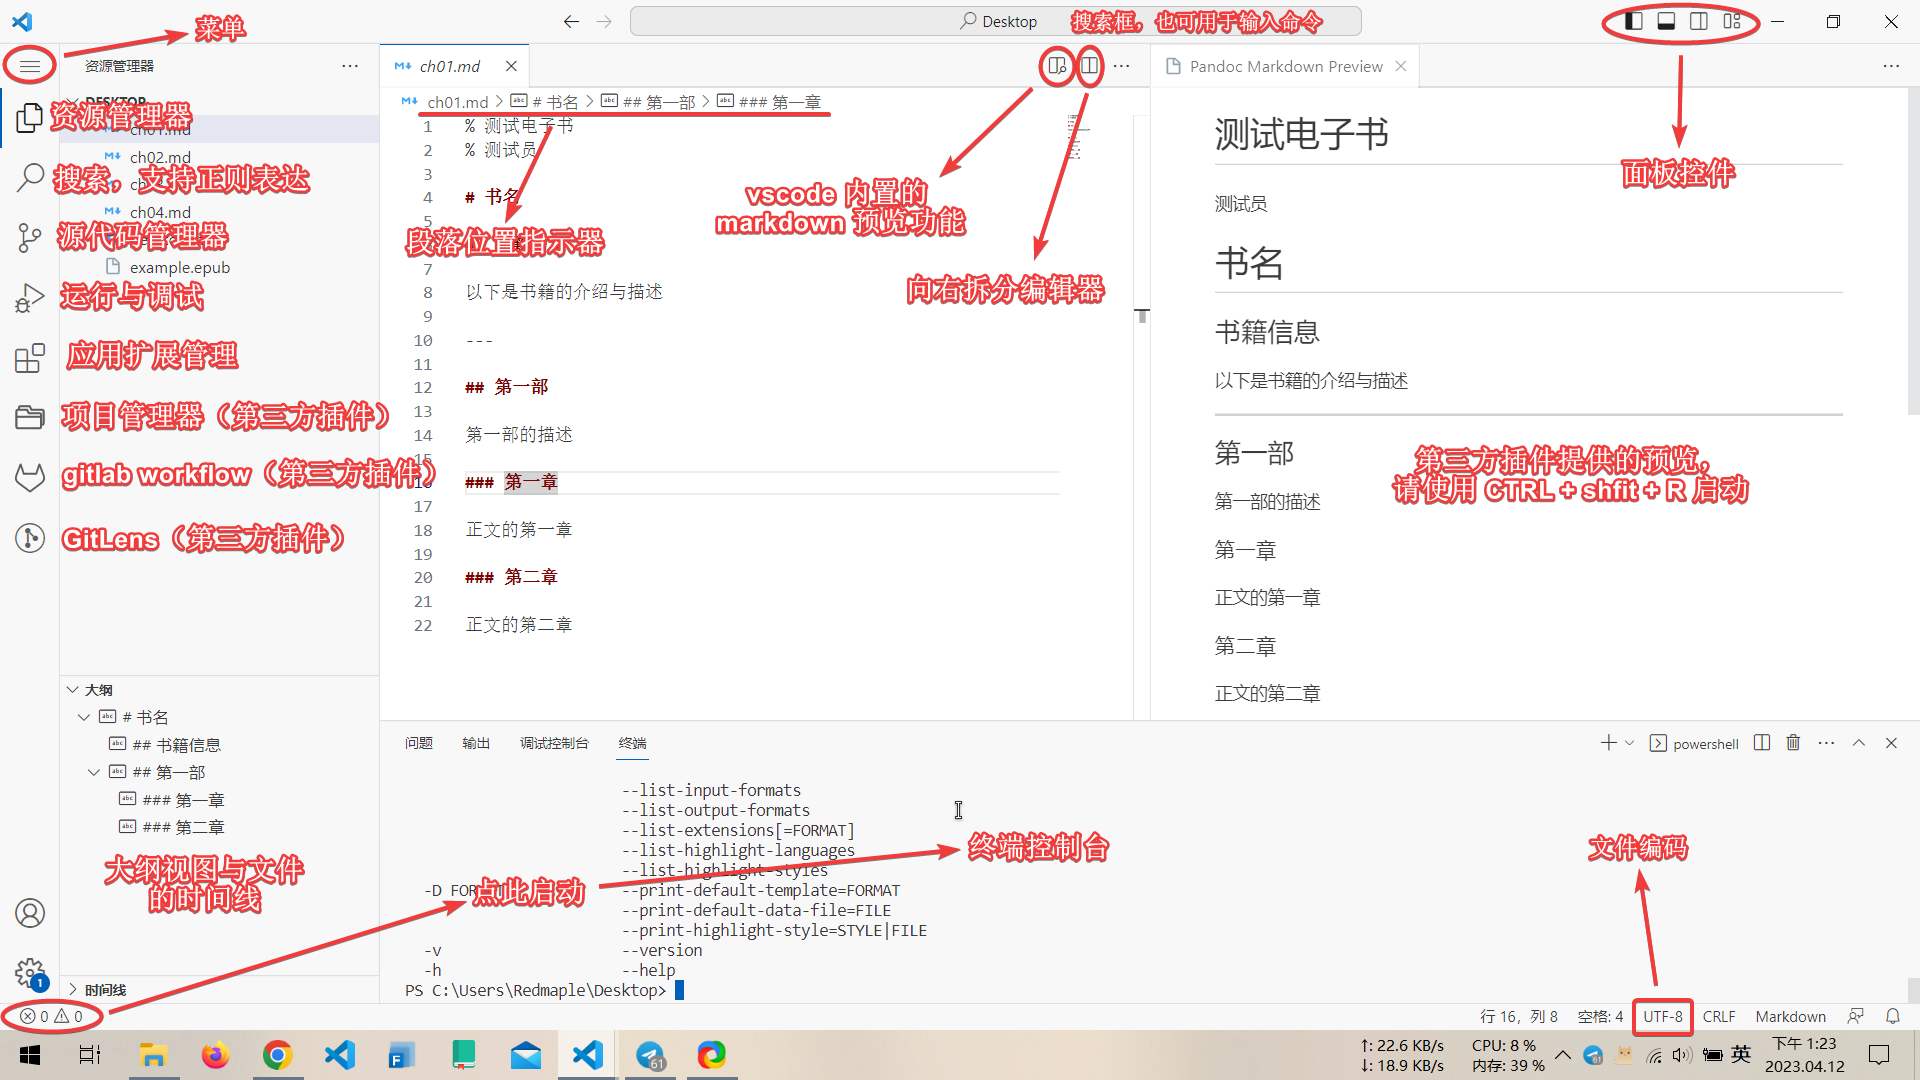 菜单
Desktop
搜索框，也可用于输入命令
资源管理器
ch01.md
Pandoc Markdown Preview
DESKTOP
资源管理器
ch01.md
ch02.md
搜索，支持正则表达
ch04.md
源代码管理器
example.epub
运行与调试
应用扩展管理
项目管理器（第三方插件）
gitlab workflow（第三方插件）
GitLens（第三方插件）
ch01.md > # 书名 > ## 第一部 > ### 第一章
1 % 测试电子书
2 % 测试员
3
4 # 书名
5
段落位置指示器
7
8 以下是书籍的介绍与描述
9
10 ---
11
12 ## 第一部
13
14 第一部的描述
15
16 ### 第一章
17
18 正文的第一章
19
20 ### 第二章
21
22 正文的第二章
vscode 内置的
markdown 预览功能
向右拆分编辑器
面板控件
测试电子书
测试员
书名
书籍信息
以下是书籍的介绍与描述
第一部
第一部的描述
第一章
正文的第一章
第二章
正文的第二章
第三方插件提供的预览，
请使用 CTRL + shfit + R 启动
大纲
# 书名
## 书籍信息
## 第一部
### 第一章
### 第二章
大纲视图与文件
的时间线
时间线
问题 输出 调试控制台 终端
powershell
--list-input-formats
--list-output-formats
--list-extensions[=FORMAT]
--list-highlight-languages
--list-highlight-styles
-D FORMAT --print-default-template=FORMAT
--print-default-data-file=FILE
--print-highlight-style=STYLE|FILE
-v --version
-h --help
PS C:\Users\Redmaple\Desktop>
点此启动
终端控制台
文件编码
1
0 0
行 16，列 8 空格: 4 UTF-8 CRLF Markdown
↑: 22.6 KB/s
↓: 18.9 KB/s
CPU: 8 %
内存: 39 %
61
61
英
下午 1:23
2023.04.12